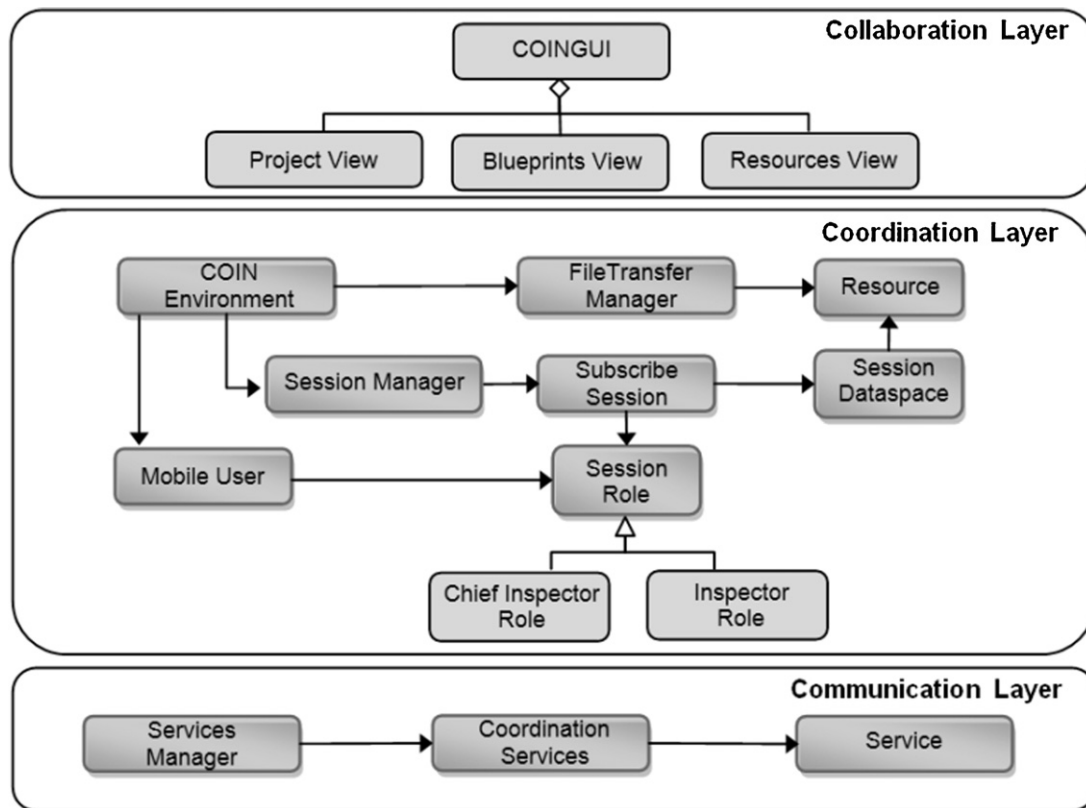 Collaboration Layer
COINGUI
Project View
Blueprints View
Resources View
Coordination Layer
COIN
Environment
FileTransfer
Manager
Resource
Session Manager
Subscribe
Session
Session
Dataspace
Mobile User
Session
Role
Chief Inspector
Role
Inspector
Role
Communication Layer
Services
Manager
Coordination
Services
Service